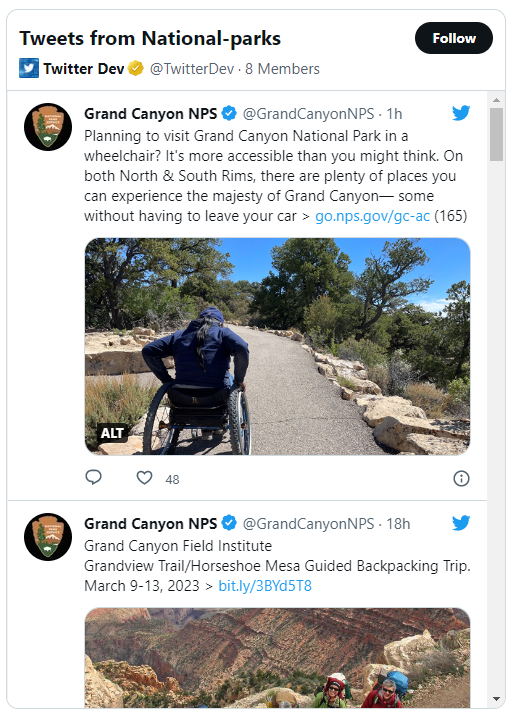 Tweets from National-parks
Follow
Twitter Dev @TwitterDev · 8 Members
Grand Canyon NPS @GrandCanyonNPS · 1h
Planning to visit Grand Canyon National Park in a
wheelchair? It's more accessible than you might think. On
both North & South Rims, there are plenty of places you
can experience the majesty of Grand Canyon— some
without having to leave your car > go.nps.gov/gc-ac (165)
ALT
48
Grand Canyon NPS @GrandCanyonNPS · 18h
Grand Canyon Field Institute
Grandview Trail/Horseshoe Mesa Guided Backpacking Trip.
March 9-13, 2023 > bit.ly/3BYd5T8